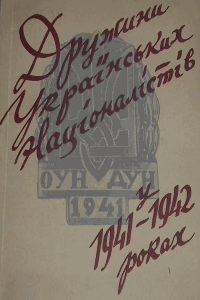 Дружини
Українських
Націоналістів
ОУН ДУН
1941
у
1941–1942
роках